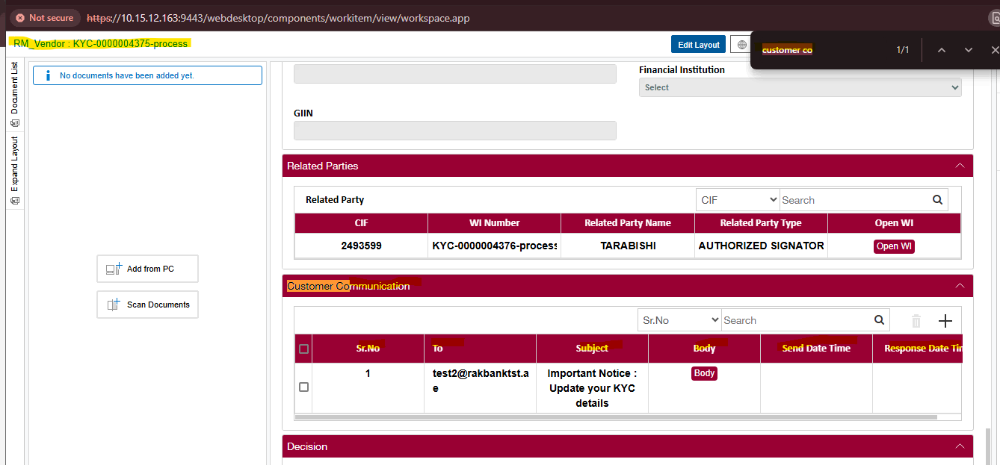 Not secure https://10.15.12.163:9443/webdesktop/components/workitem/view/workspace.app
RM_Vendor : KYC-0000004375-process
Edit Layout
customer co
1/1
Document List
Expand Layout
No documents have been added yet.
Add from PC
Scan Documents
Financial Institution
Select
GIIN
Related Parties
Related Party
CIF
Search
CIF WI Number Related Party Name Related Party Type Open WI
2493599 KYC-0000004376-process TARABISHI AUTHORIZED SIGNATOR Open WI
Customer Communication
Sr.No
Search
Sr.No To Subject Body Send Date Time Response Date Tin
1 test2@rakbanktst.a Important Notice : Body
e Update your KYC
details
Decision